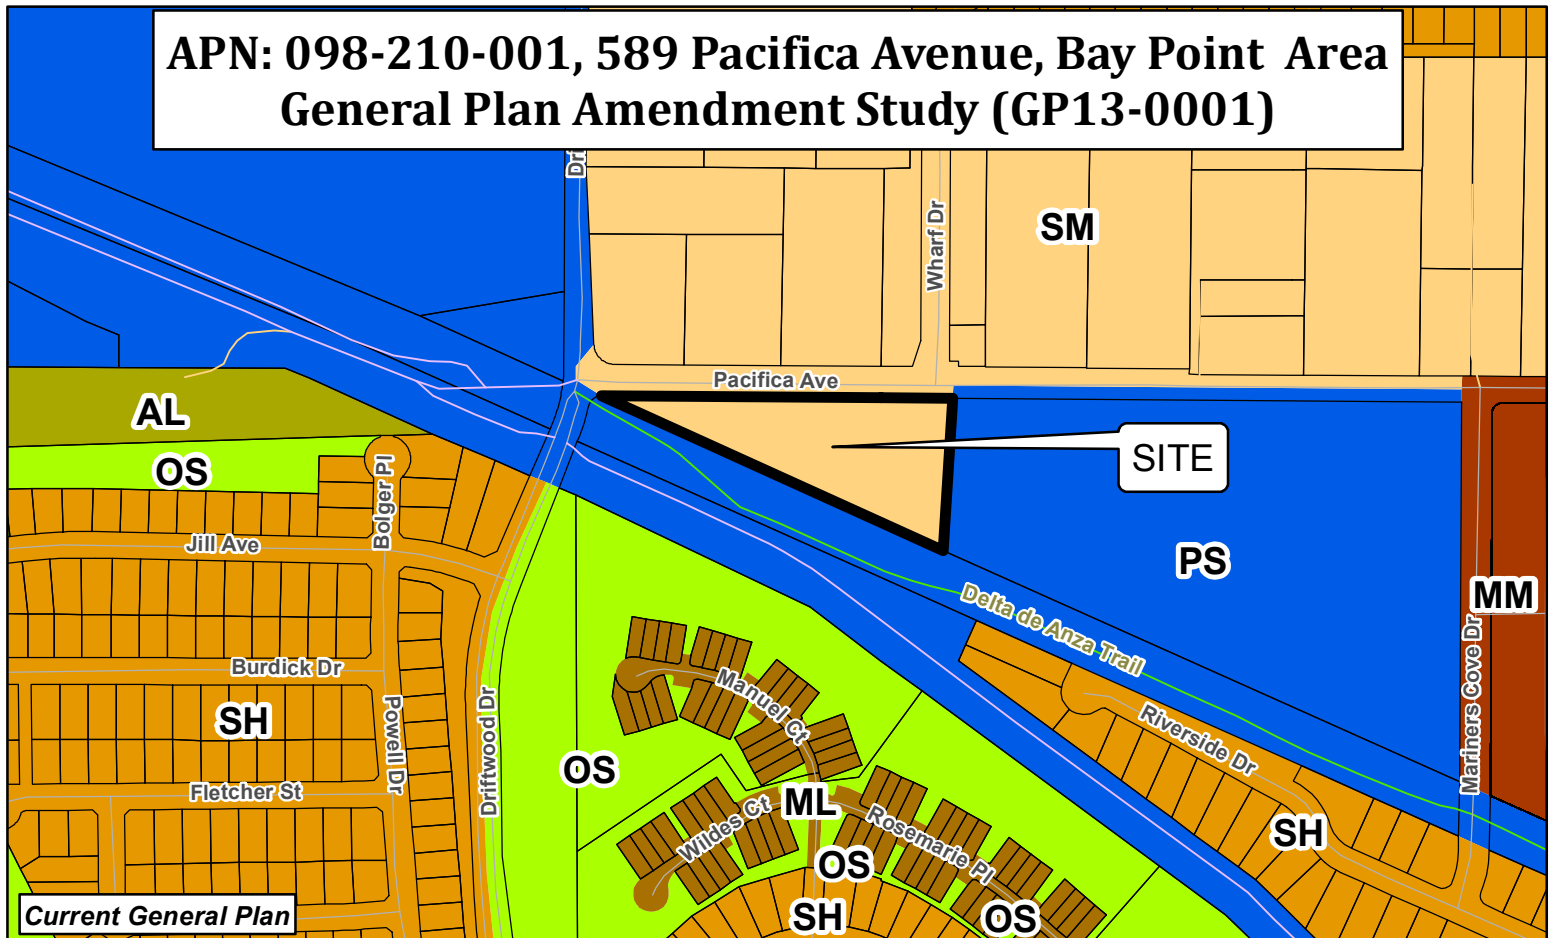 APN: 098-210-001, 589 Pacifica Avenue, Bay Point Area
General Plan Amendment Study (GP13-0001)
Wharf Dr
SM
Pacifica Ave
AL
OS
SITE
Bolger Pl
Jill Ave
PS
MM
Delta de Anza Trail
Burdick Dr
SH
Powell Dr
Driftwood Dr
Manuel Ct
Riverside Dr
Mariners Cove Dr
OS
Fletcher St
ML
Wildes Ct
Rosemarie Pl
SH
OS
SH
OS
Current General Plan